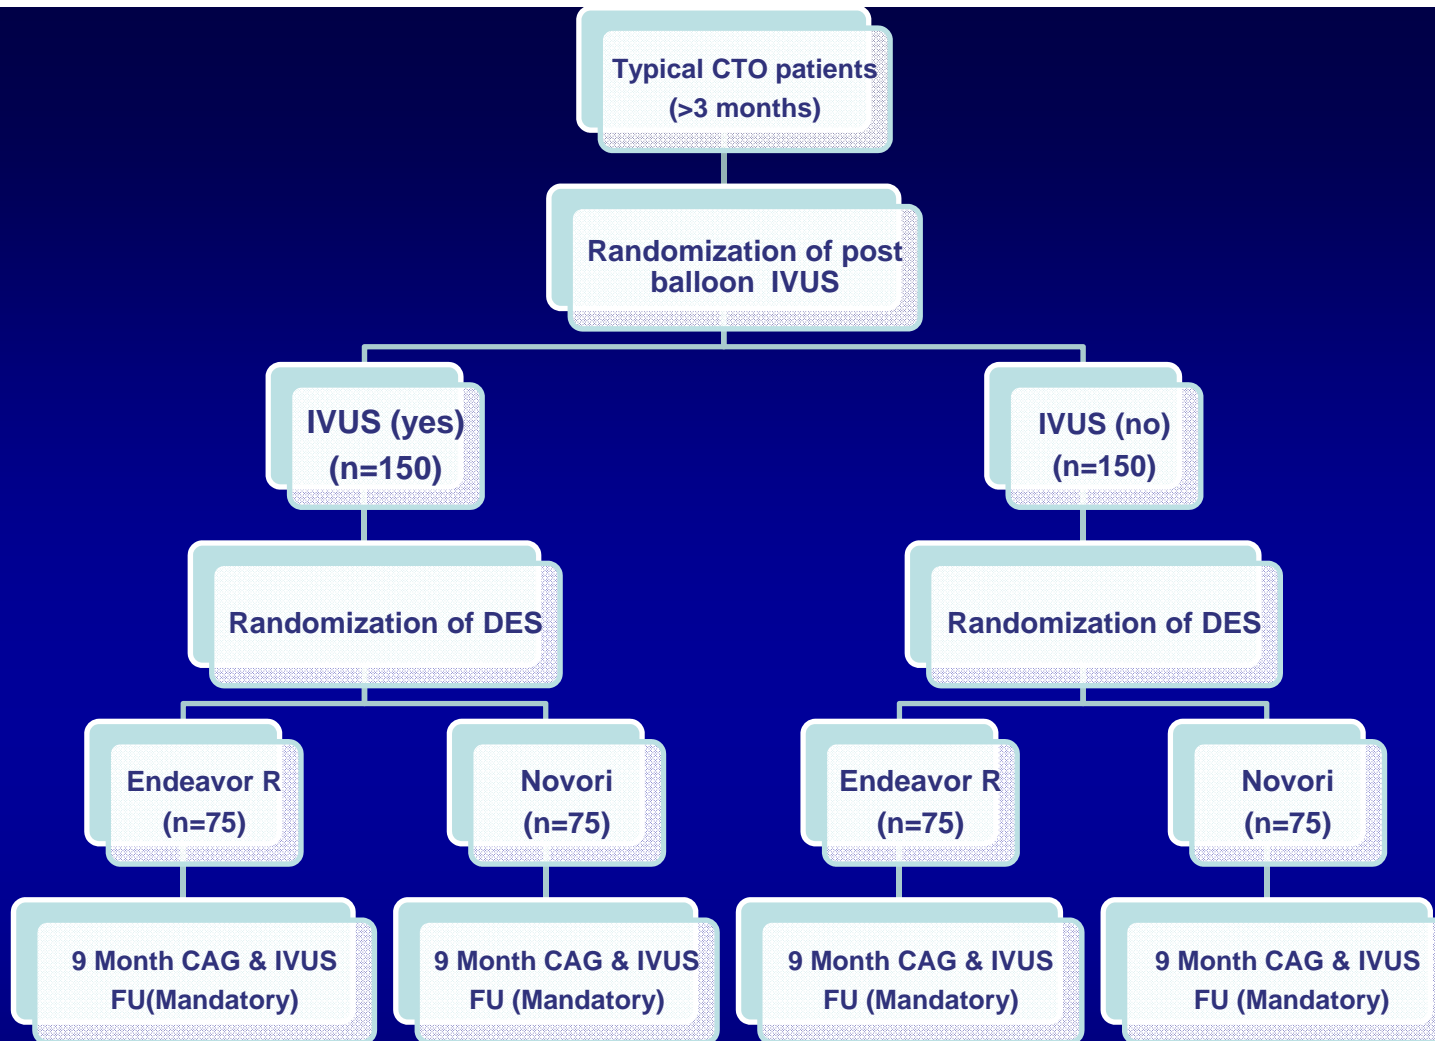 Typical CTO patients
(>3 months)
Randomization of post
balloon IVUS
IVUS (yes)
(n=150)
IVUS (no)
(n=150)
Randomization of DES
Randomization of DES
Endeavor R
(n=75)
Novori
(n=75)
Endeavor R
(n=75)
Novori
(n=75)
9 Month CAG & IVUS
FU(Mandatory)
9 Month CAG & IVUS
FU (Mandatory)
9 Month CAG & IVUS
FU (Mandatory)
9 Month CAG & IVUS
FU (Mandatory)